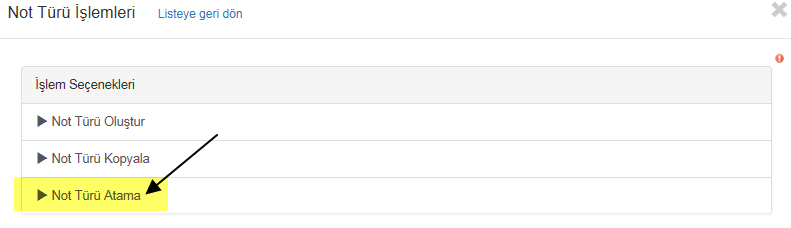 Not Türü İşlemleri Listeye geri dön
İşlem Seçenekleri
Not Türü Oluştur
Not Türü Kopyala
Not Türü Atama